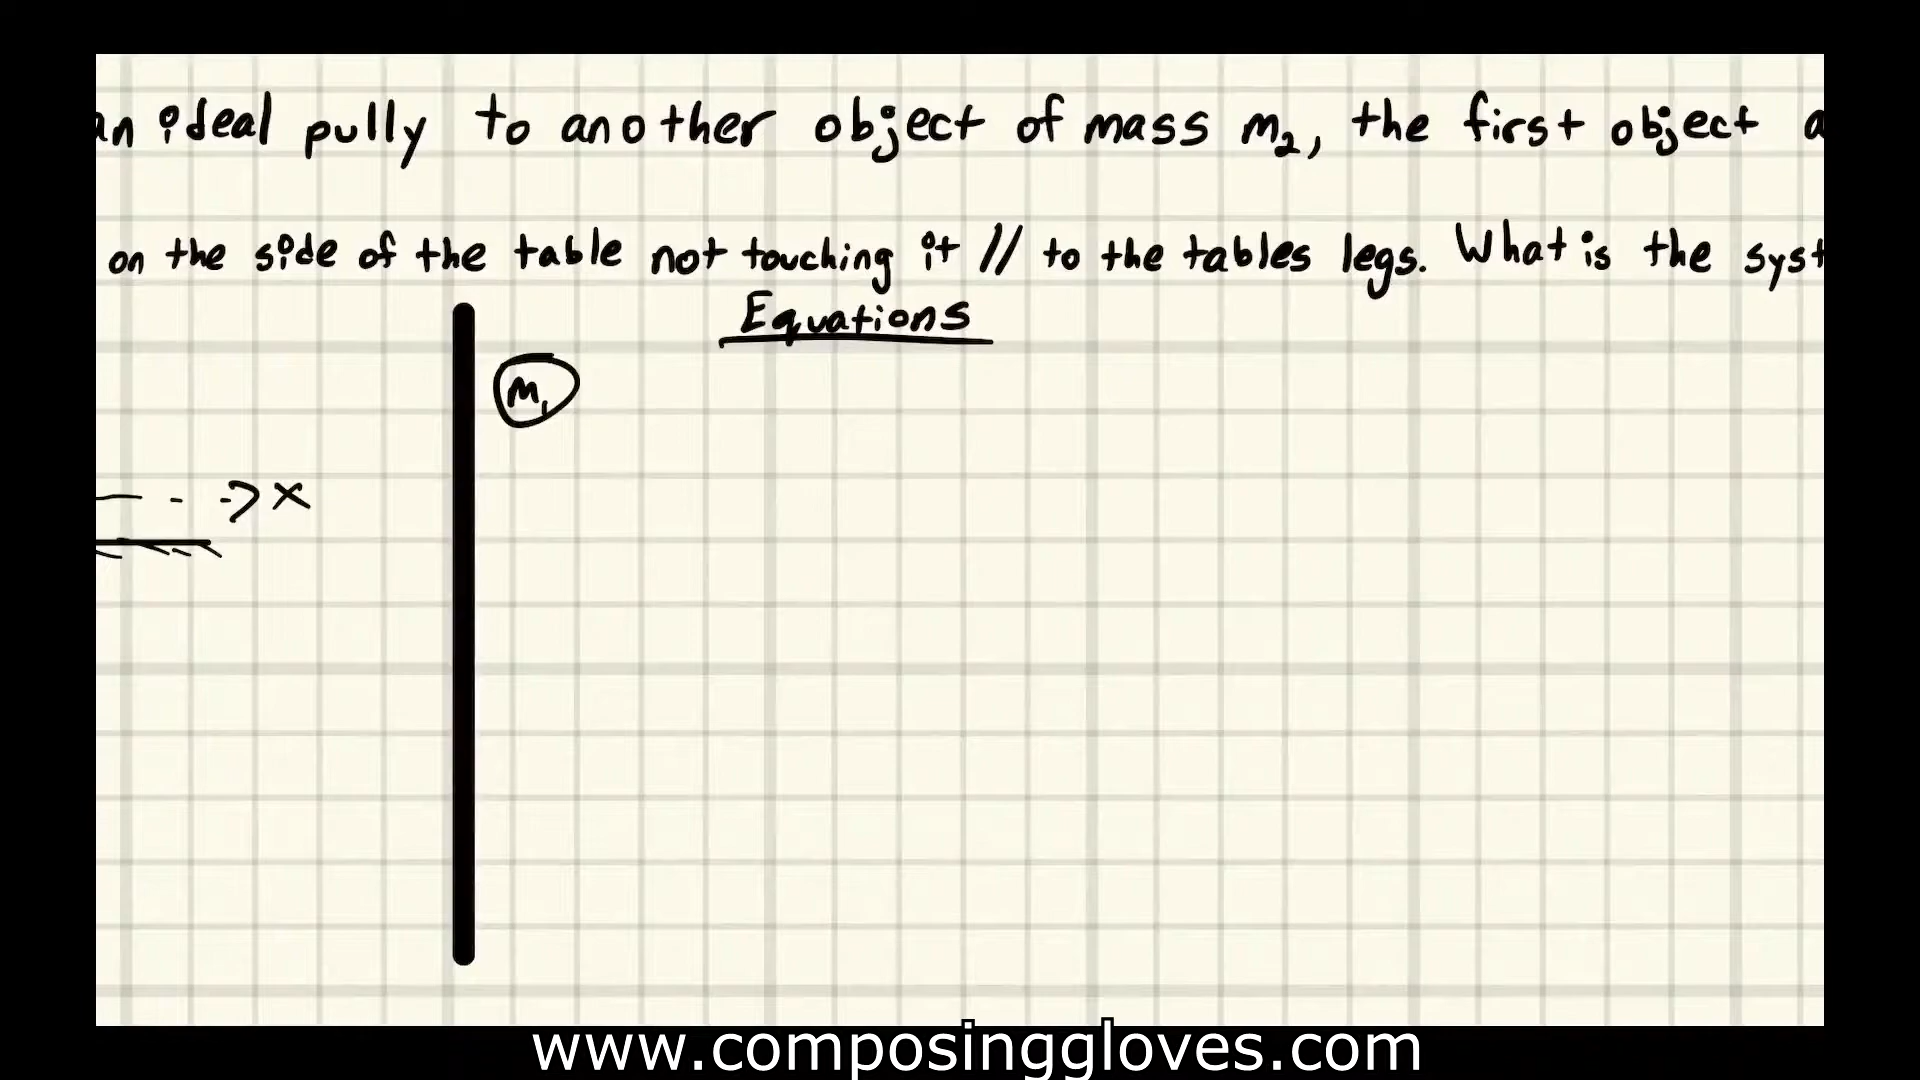 an ideal pully to another object of mass m₂, the first object
on the side of the table not touching it // to the tables legs. What is the
Equations
m₁
-> x
www.composinggloves.com